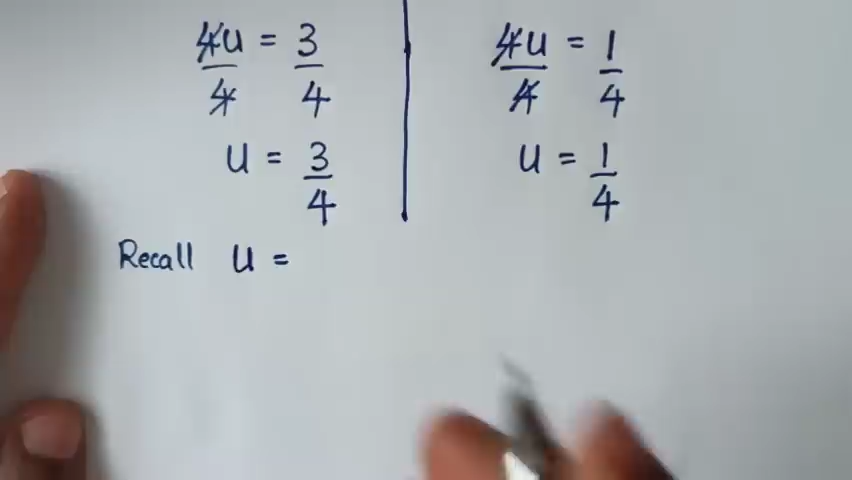 4u/4 = 3/4
4u/4 = 1/4
u = 3/4
u = 1/4
Recall u =